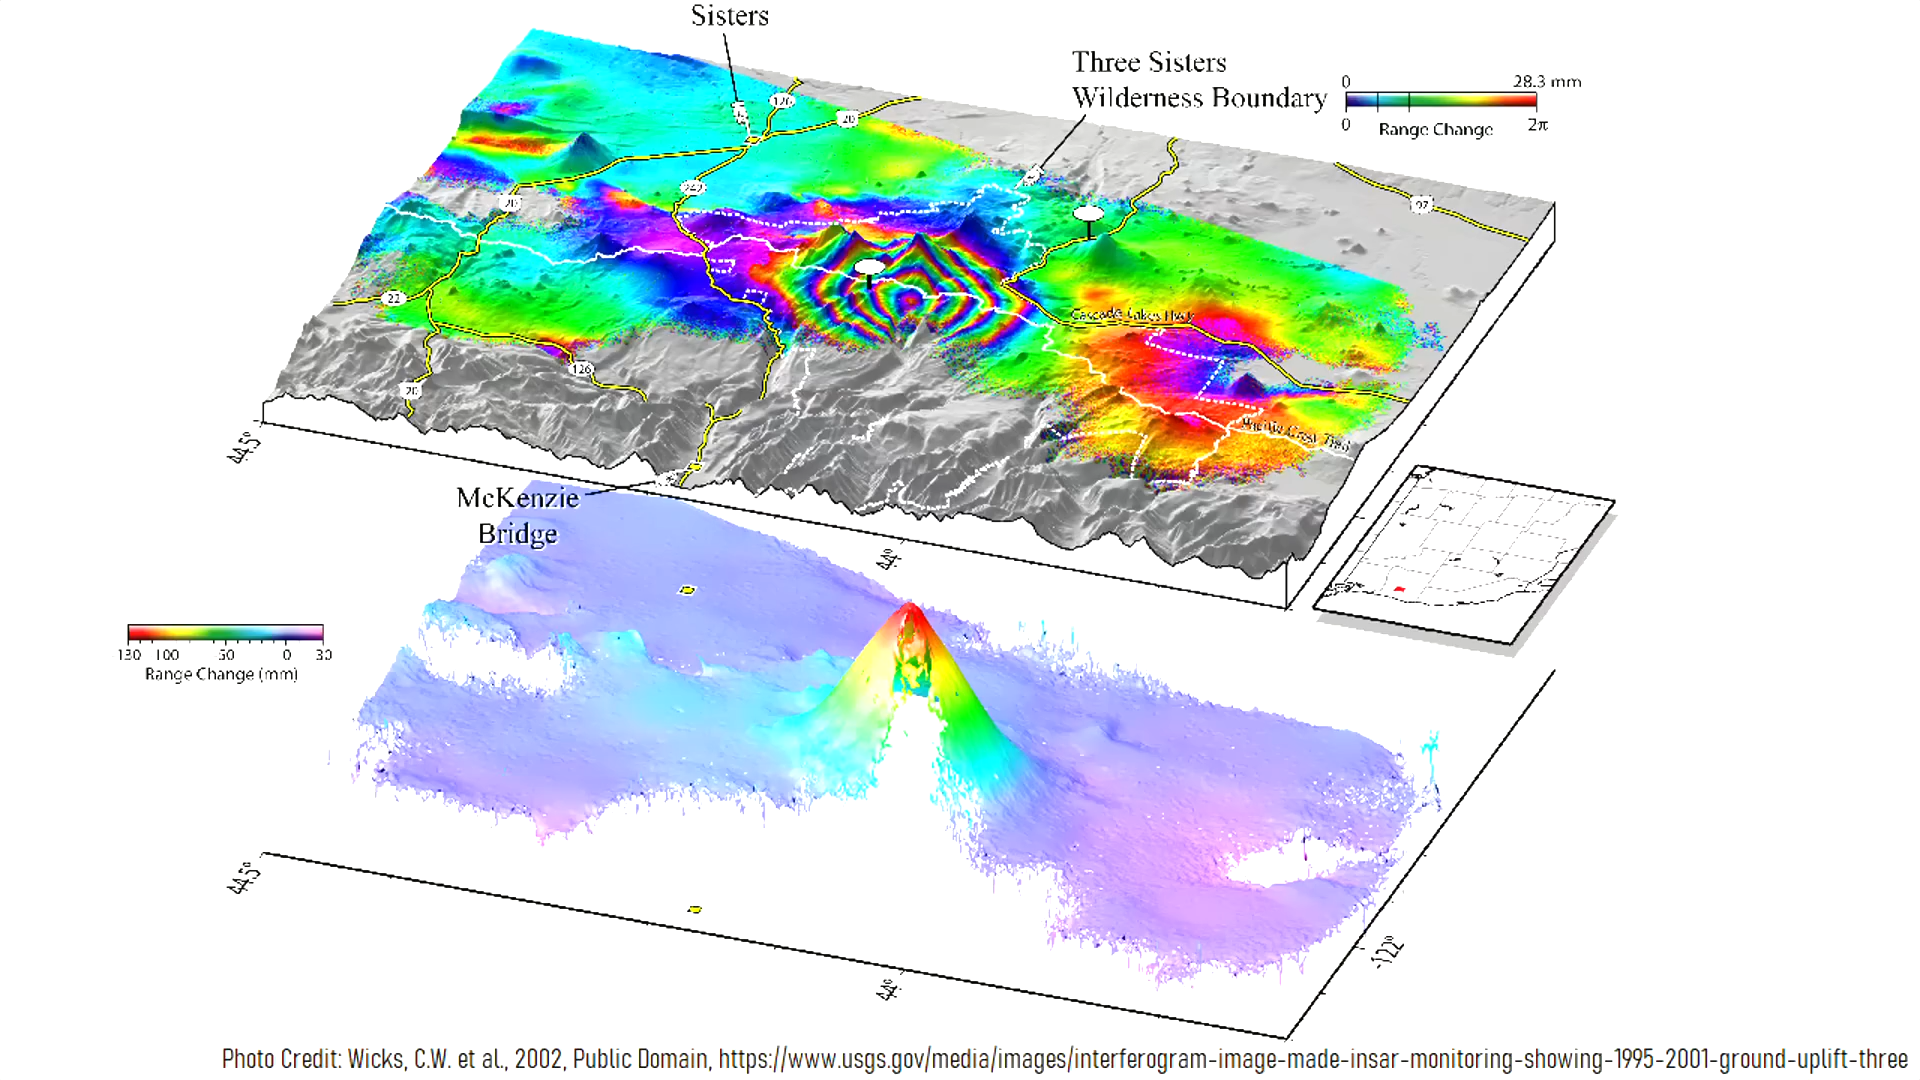 Sisters
Three Sisters
Wilderness Boundary
0 28.3 mm
0 Range Change 2π
126
20
242
97
20
22
Cascade Lakes Hwy
126
20
Pacific Crest Trail
44.5°
McKenzie
Bridge
44°
130 100 50 0 30
Range Change (mm)
44.5°
-122°
44°
Photo Credit: Wicks, C.W. et al., 2002, Public Domain, https://www.usgs.gov/media/images/interferogram-image-made-insar-monitoring-showing-1995-2001-ground-uplift-three